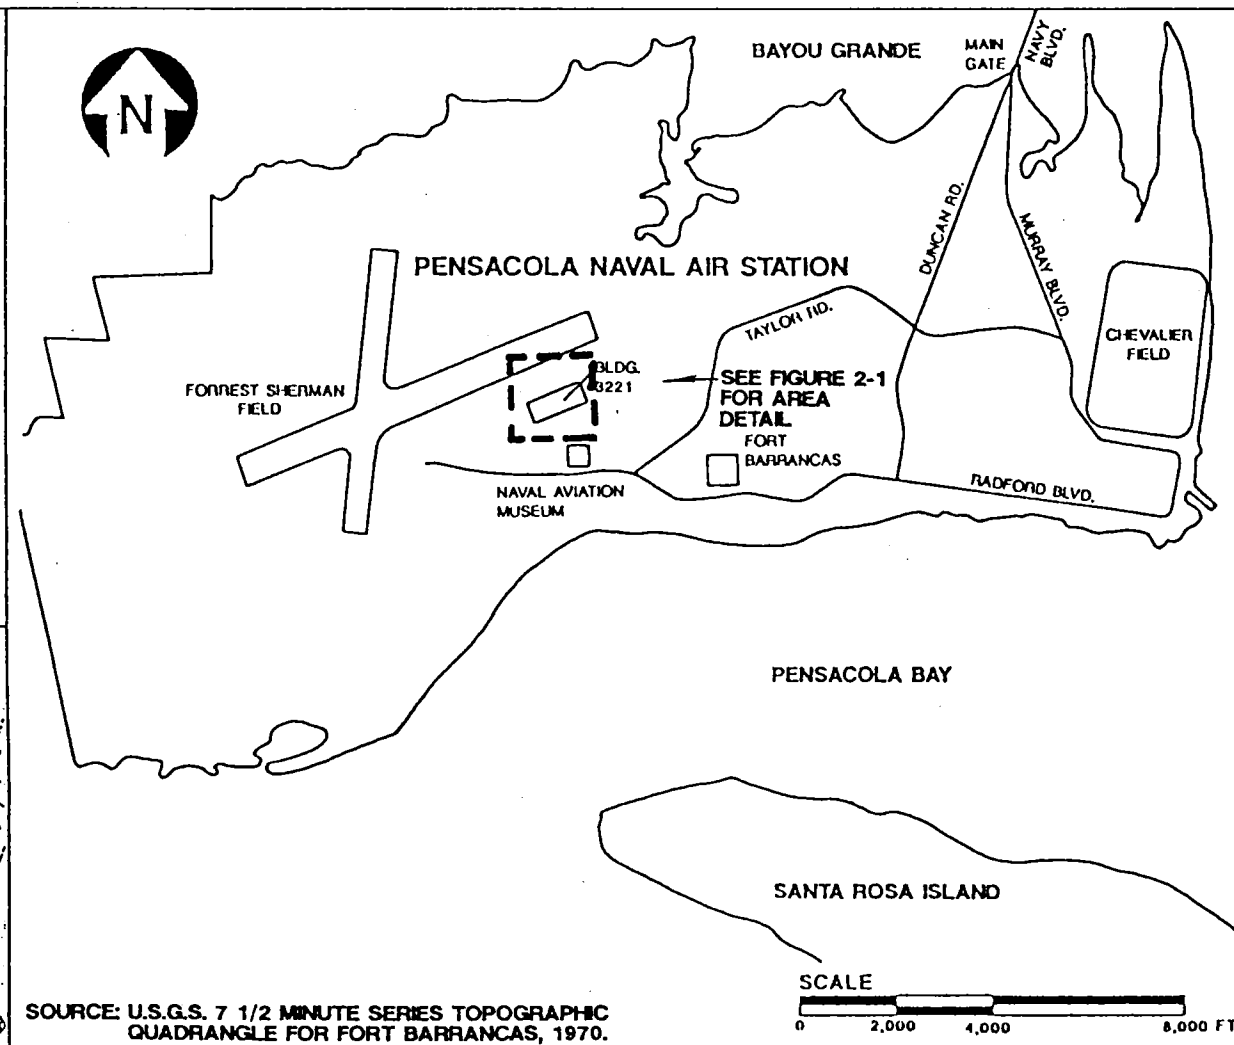 BAYOU GRANDE
MAIN
GATE
NAVY
BLVD.
N
DUNCAN RD.
MURRAY BLVD.
PENSACOLA NAVAL AIR STATION
TAYLOR RD.
CHEVALIER
FIELD
FORREST SHERMAN
FIELD
BLDG.
3221
SEE FIGURE 2-1
FOR AREA
DETAIL
FORT
BARRANCAS
NAVAL AVIATION
MUSEUM
RADFORD BLVD.
PENSACOLA BAY
SANTA ROSA ISLAND
SCALE
0 2,000 4,000 8,000 FT
SOURCE: U.S.G.S. 7 1/2 MINUTE SERIES TOPOGRAPHIC
QUADRANGLE FOR FORT BARRANCAS, 1970.